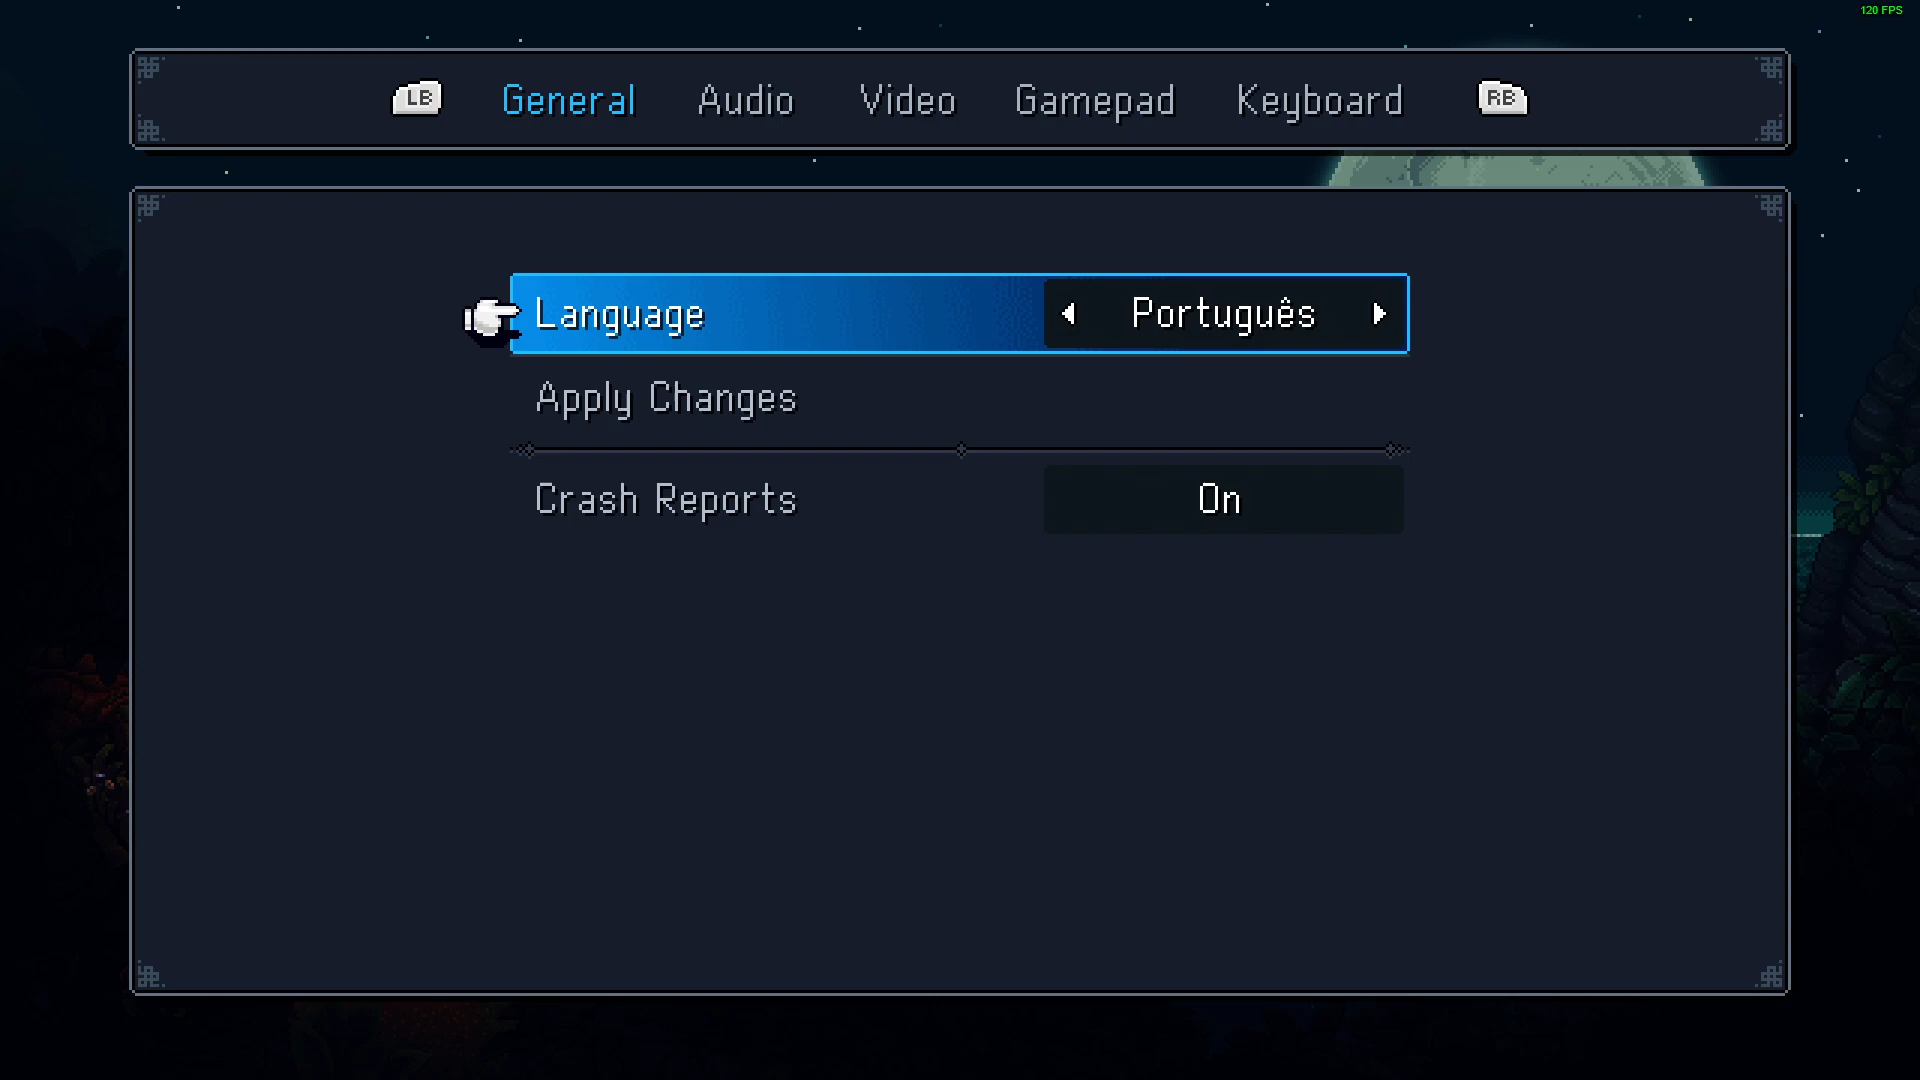 120 FPS
LB General Audio Video Gamepad Keyboard RB
Language Português
Apply Changes
Crash Reports On